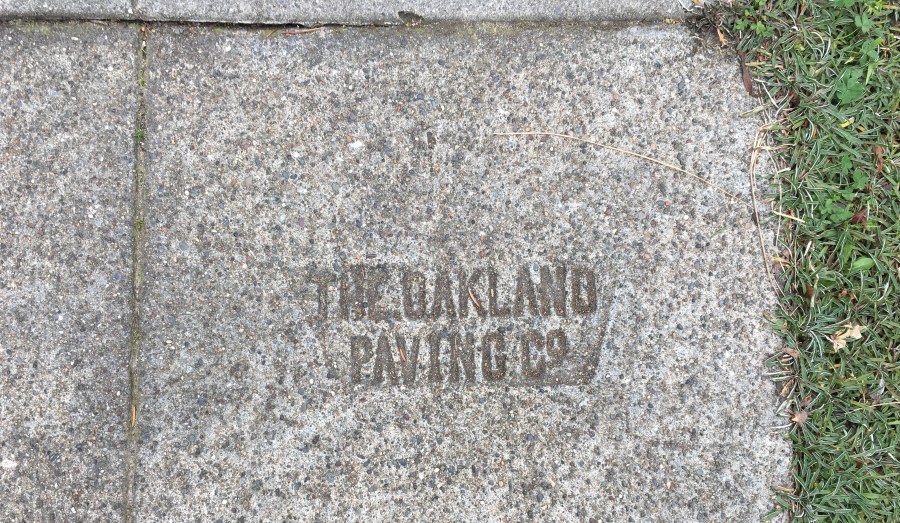 THE OAKLAND
PAVING Cº